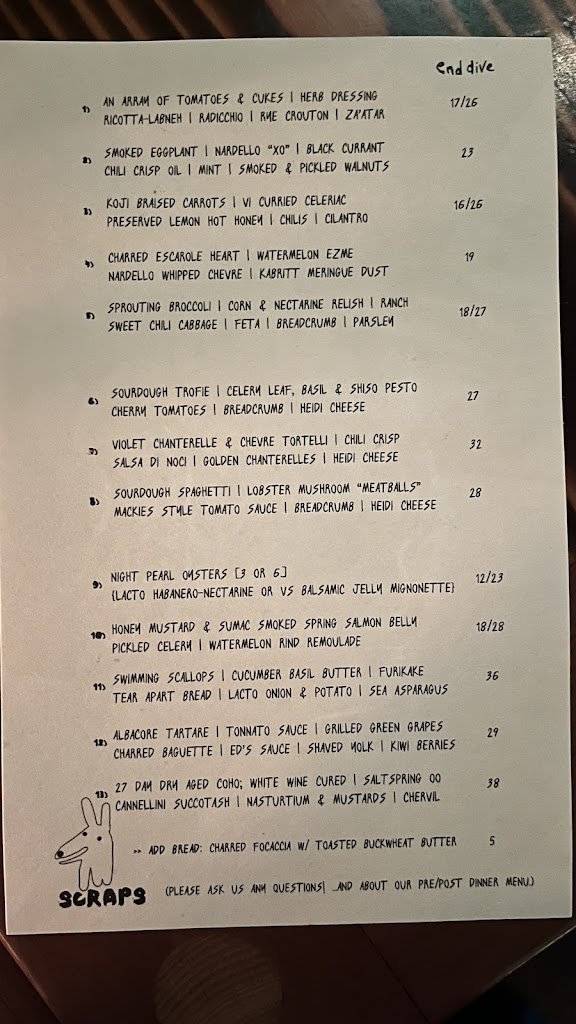 end dive
1) AN ARRAY OF TOMATOES & CUKES | HERB DRESSING 17/26
RICOTTA-LABNEH | RADICCHIO | RYE CROUTON | ZA'ATAR
2) SMOKED EGGPLANT | NARDELLO "XO" | BLACK CURRANT 23
CHILI CRISP OIL | MINT | SMOKED & PICKLED WALNUTS
3) KOJI BRAISED CARROTS | VI CURRIED CELERIAC 16/26
PRESERVED LEMON HOT HONEY | CHILIS | CILANTRO
4) CHARRED ESCAROLE HEART | WATERMELON EZME 19
NARDELLO WHIPPED CHEVRE | KABRITT MERINGUE DUST
5) SPROUTING BROCCOLI | CORN & NECTARINE RELISH | RANCH 18/27
SWEET CHILI CABBAGE | FETA | BREADCRUMB | PARSLEY
6) SOURDOUGH TROFIE | CELERY LEAF, BASIL & SHISO PESTO 27
CHERRY TOMATOES | BREADCRUMB | HEIDI CHEESE
7) VIOLET CHANTERELLE & CHEVRE TORTELLI | CHILI CRISP 32
SALSA DI NOCI | GOLDEN CHANTERELLES | HEIDI CHEESE
8) SOURDOUGH SPAGHETTI | LOBSTER MUSHROOM "MEATBALLS" 28
MACKIES STYLE TOMATO SAUCE | BREADCRUMB | HEIDI CHEESE
9) NIGHT PEARL OYSTERS [3 OR 6] 12/23
{LACTO HABANERO-NECTARINE OR VS BALSAMIC JELLY MIGNONETTE}
10) HONEY MUSTARD & SUMAC SMOKED SPRING SALMON BELLY 18/28
PICKLED CELERY | WATERMELON RIND REMOULADE
11) SWIMMING SCALLOPS | CUCUMBER BASIL BUTTER | FURIKAKE 36
TEAR APART BREAD | LACTO ONION & POTATO | SEA ASPARAGUS
12) ALBACORE TARTARE | TONNATO SAUCE | GRILLED GREEN GRAPES 29
CHARRED BAGUETTE | ED'S SAUCE | SHAVED YOLK | KIWI BERRIES
13) 27 DAY DRY AGED COHO; WHITE WINE CURED | SALTSPRING OO 38
CANNELLINI SUCCOTASH | NASTURTIUM & MUSTARDS | CHERVIL
>> ADD BREAD: CHARRED FOCACCIA W/ TOASTED BUCKWHEAT BUTTER 5
SCRAPS (PLEASE ASK US ANY QUESTIONS| ...AND ABOUT OUR PRE/POST DINNER MENU.)